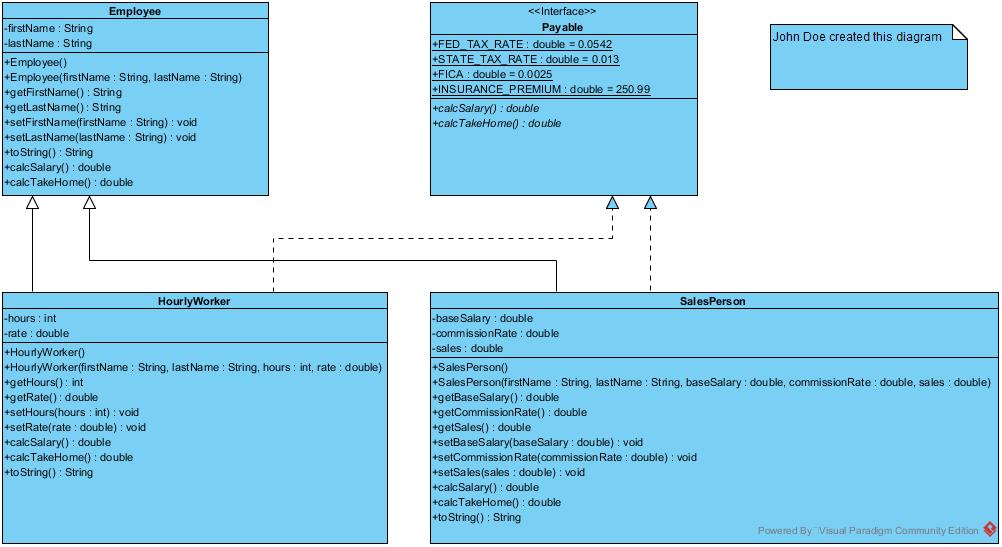 Employee
-firstName : String
-lastName : String
+Employee()
+Employee(firstName : String, lastName : String)
+getFirstName() : String
+getLastName() : String
+setFirstName(firstName : String) : void
+setLastName(lastName : String) : void
+toString() : String
+calcSalary() : double
+calcTakeHome() : double
<<Interface>>
Payable
+FED_TAX_RATE : double = 0.0542
+STATE_TAX_RATE : double = 0.013
+FICA : double = 0.0025
+INSURANCE_PREMIUM : double = 250.99
+calcSalary() : double
+calcTakeHome() : double
John Doe created this diagram
HourlyWorker
-hours : int
-rate : double
+HourlyWorker()
+HourlyWorker(firstName : String, lastName : String, hours : int, rate : double)
+getHours() : int
+getRate() : double
+setHours(hours : int) : void
+setRate(rate : double) : void
+calcSalary() : double
+calcTakeHome() : double
+toString() : String
SalesPerson
-baseSalary : double
-commissionRate : double
-sales : double
+SalesPerson()
+SalesPerson(firstName : String, lastName : String, baseSalary : double, commissionRate : double, sales : double)
+getBaseSalary() : double
+getCommissionRate() : double
+getSales() : double
+setBaseSalary(baseSalary : double) : void
+setCommissionRate(commissionRate : double) : void
+setSales(sales : double) : void
+calcSalary() : double
+calcTakeHome() : double
+toString() : String
Powered By Visual Paradigm Community Edition